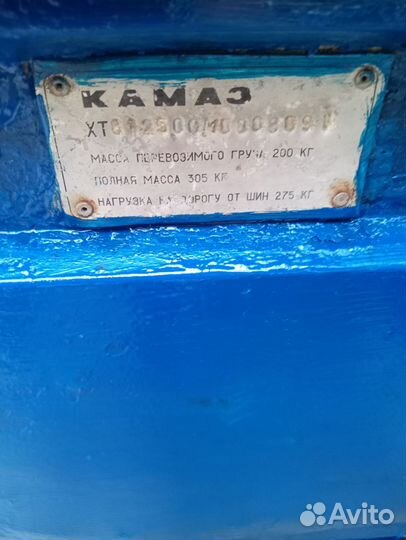 КАМАЗ
МАССА ПЕРЕВОЗИМОГО ГРУЗА 200 КГ
ПОЛНАЯ МАССА 305 КГ
НАГРУЗКА НА ДОРОГУ ОТ ШИН 275 КГ
Avito